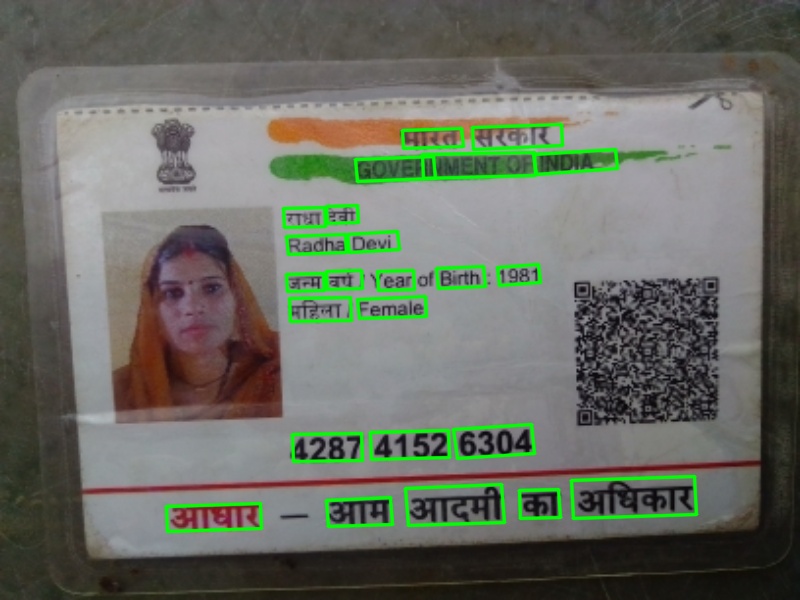 भारत सरकार
GOVERNMENT OF INDIA
राधा देवी
Radha Devi
जन्म वर्ष / Year of Birth : 1981
महिला / Female
4287 4152 6304
आधार — आम आदमी का अधिकार